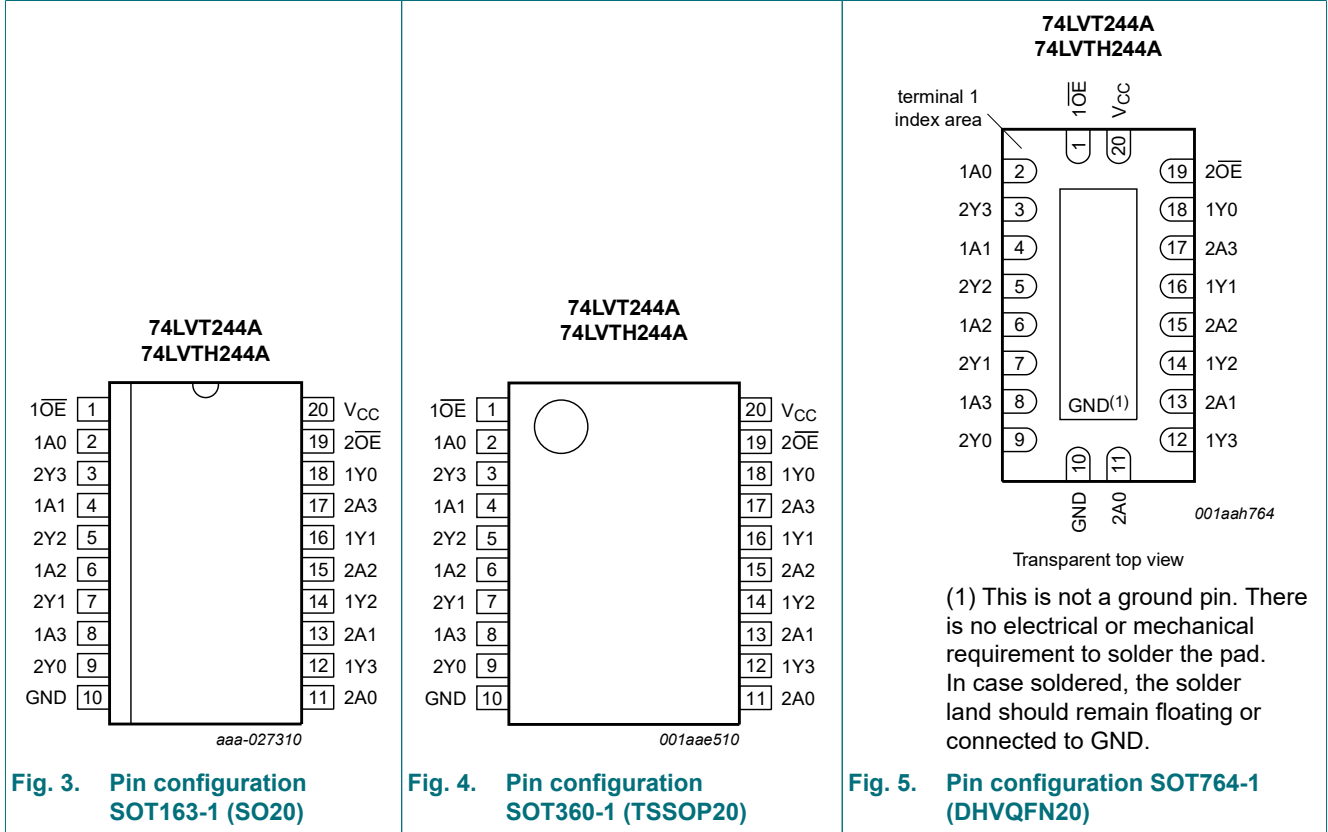 74LVT244A
74LVTH244A
1O̅E̅ 1
1A0 2
2Y3 3
1A1 4
2Y2 5
1A2 6
2Y1 7
1A3 8
2Y0 9
GND 10
20 VCC
19 2O̅E̅
18 1Y0
17 2A3
16 1Y1
15 2A2
14 1Y2
13 2A1
12 1Y3
11 2A0
aaa-027310
Fig. 3. Pin configuration
SOT163-1 (SO20)
74LVT244A
74LVTH244A
1O̅E̅ 1
1A0 2
2Y3 3
1A1 4
2Y2 5
1A2 6
2Y1 7
1A3 8
2Y0 9
GND 10
20 VCC
19 2O̅E̅
18 1Y0
17 2A3
16 1Y1
15 2A2
14 1Y2
13 2A1
12 1Y3
11 2A0
001aae510
Fig. 4. Pin configuration
SOT360-1 (TSSOP20)
74LVT244A
74LVTH244A
terminal 1
index area
1O̅E̅
VCC
1
20
1A0 2
2Y3 3
1A1 4
2Y2 5
1A2 6
2Y1 7
1A3 8
2Y0 9
19 2O̅E̅
18 1Y0
17 2A3
16 1Y1
15 2A2
14 1Y2
13 2A1
12 1Y3
GND(1)
10
11
GND
2A0
001aah764
Transparent top view
(1) This is not a ground pin. There
is no electrical or mechanical
requirement to solder the pad.
In case soldered, the solder
land should remain floating or
connected to GND.
Fig. 5. Pin configuration SOT764-1
(DHVQFN20)